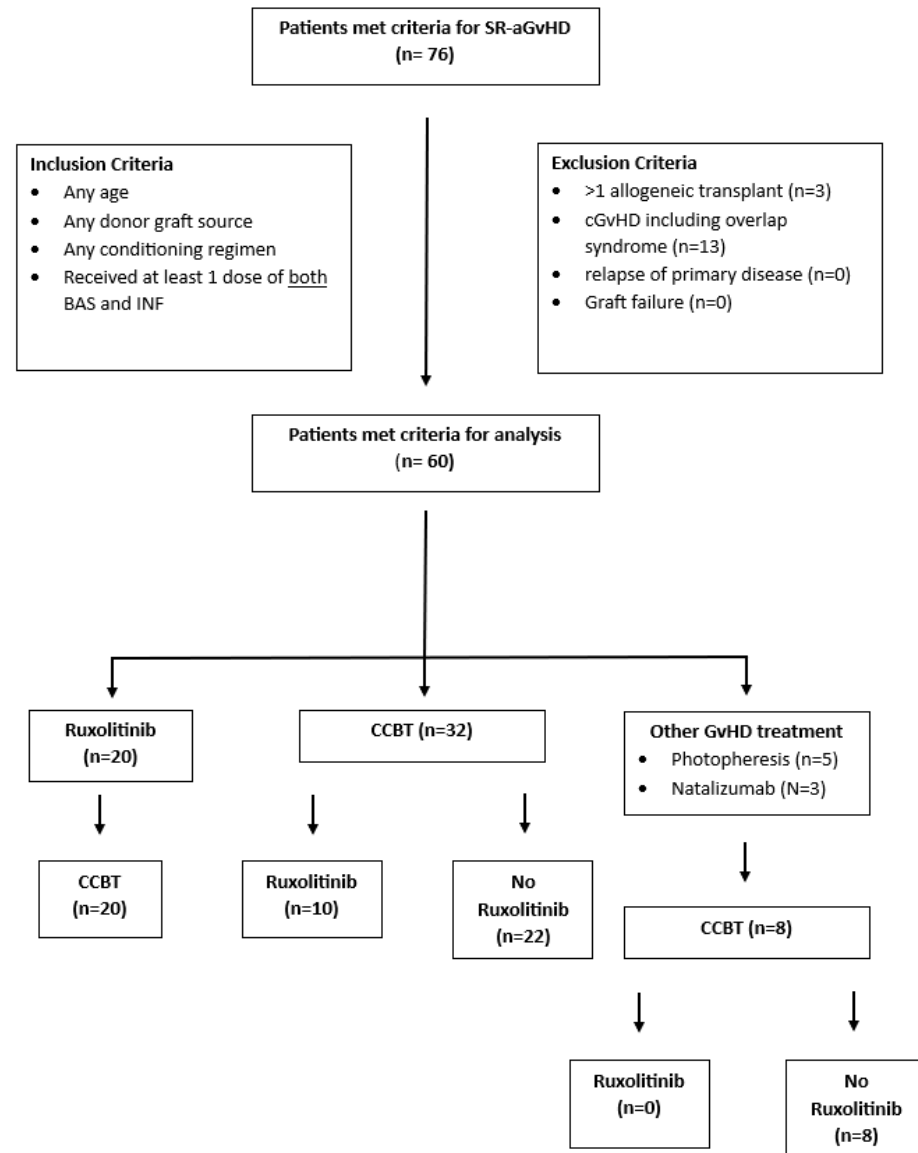 Patients met criteria for SR-aGvHD
(n= 76)
Inclusion Criteria
• Any age
• Any donor graft source
• Any conditioning regimen
• Received at least 1 dose of both
BAS and INF
Exclusion Criteria
• >1 allogeneic transplant (n=3)
• cGvHD including overlap
syndrome (n=13)
• relapse of primary disease (n=0)
• Graft failure (n=0)
Patients met criteria for analysis
(n= 60)
Ruxolitinib
(n=20)
CCBT (n=32)
Other GvHD treatment
• Photopheresis (n=5)
• Natalizumab (N=3)
CCBT
(n=20)
Ruxolitinib
(n=10)
No
Ruxolitinib
(n=22)
CCBT (n=8)
Ruxolitinib
(n=0)
No
Ruxolitinib
(n=8)